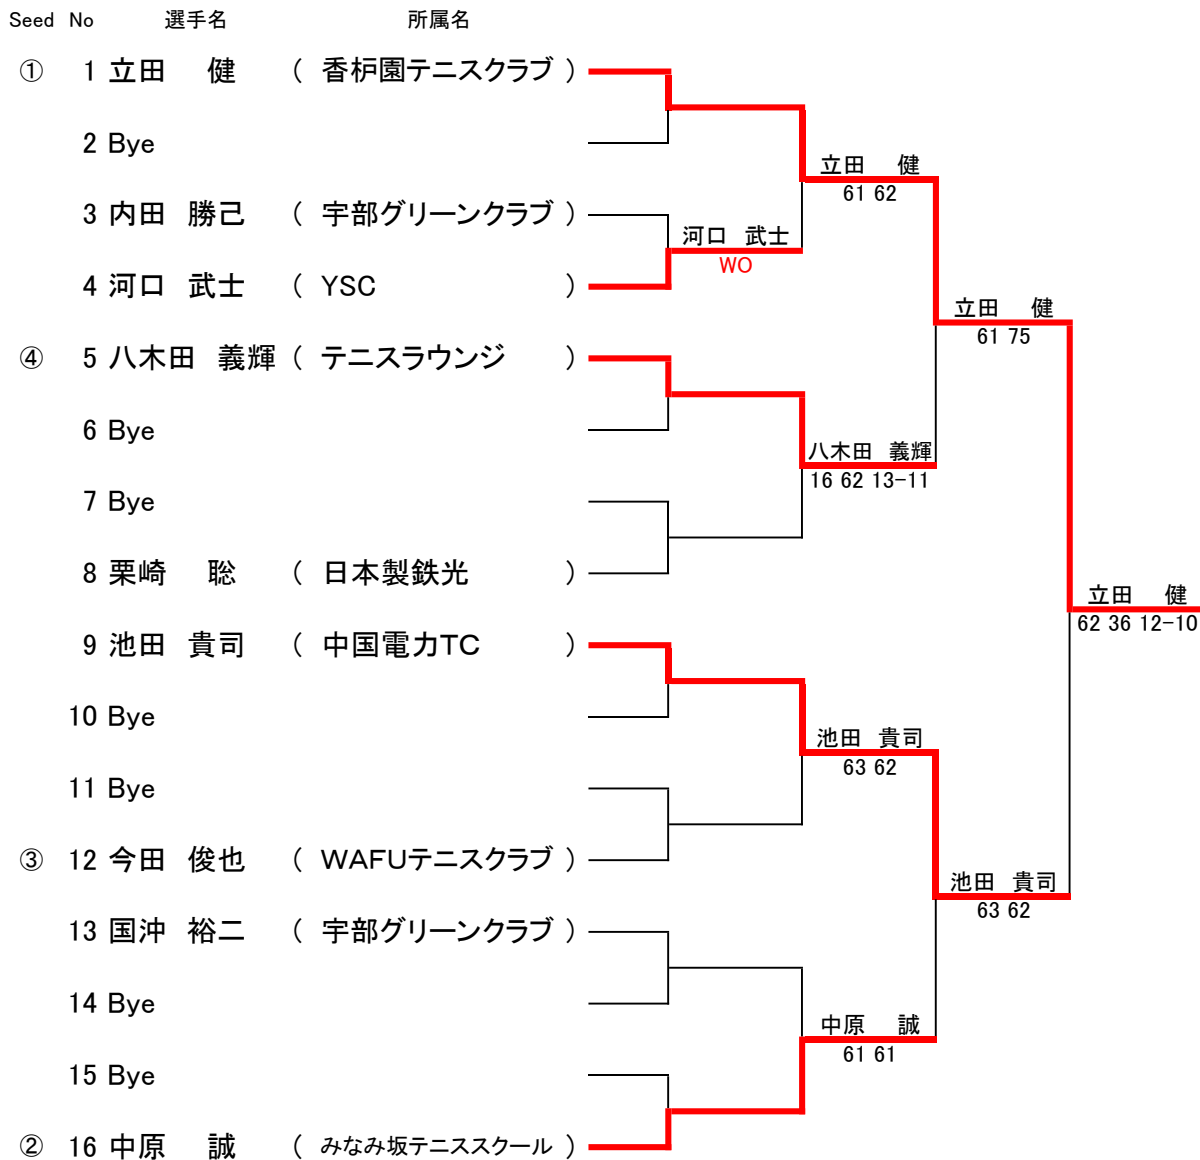 Seed No 選手名 所属名
① 1 立田 健 ( 香枦園テニスクラブ )
2 Bye
立田 健
61 62
3 内田 勝己 ( 宇部グリーンクラブ )
河口 武士
WO
4 河口 武士 ( YSC )
立田 健
61 75
④ 5 八木田 義輝 ( テニスラウンジ )
6 Bye
八木田 義輝
16 62 13-11
7 Bye
8 栗崎 聡 ( 日本製鉄光 )
立田 健
62 36 12-10
9 池田 貴司 ( 中国電力TC )
10 Bye
池田 貴司
63 62
11 Bye
③ 12 今田 俊也 ( WAFUテニスクラブ )
池田 貴司
63 62
13 国沖 裕二 ( 宇部グリーンクラブ )
14 Bye
中原 誠
61 61
15 Bye
② 16 中原 誠 ( みなみ坂テニススクール )